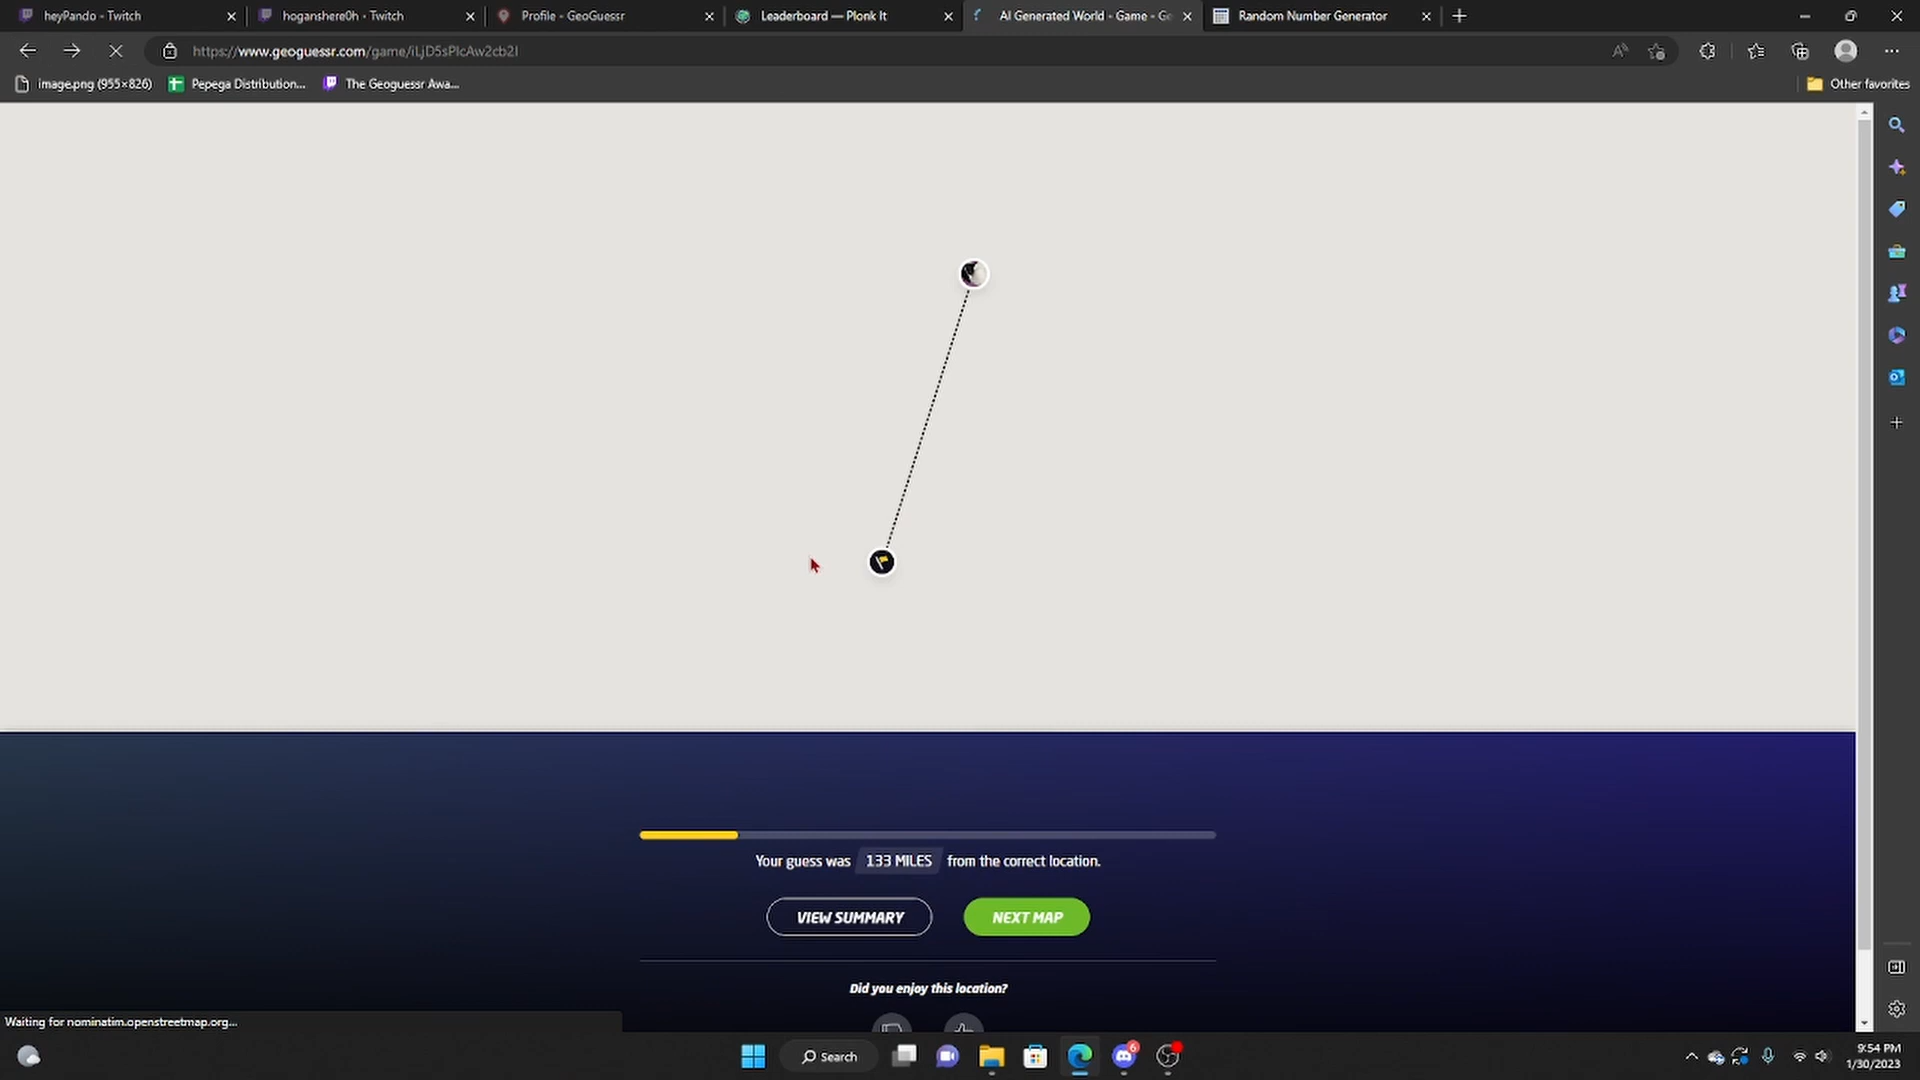 heyPando - Twitch
hoganshere0h - Twitch
Profile - GeoGuessr
Leaderboard — Plonk It
AI Generated World - Game - Ge
Random Number Generator
https://www.geoguessr.com/game/iLjD5sPIcAw2cb2I
image.png (955×826)
Pepega Distribution...
The Geoguessr Awa...
Other favorites
Your guess was 133 MILES from the correct location.
VIEW SUMMARY
NEXT MAP
Did you enjoy this location?
Waiting for nominatim.openstreetmap.org...
Search
6
9:54 PM
1/30/2023